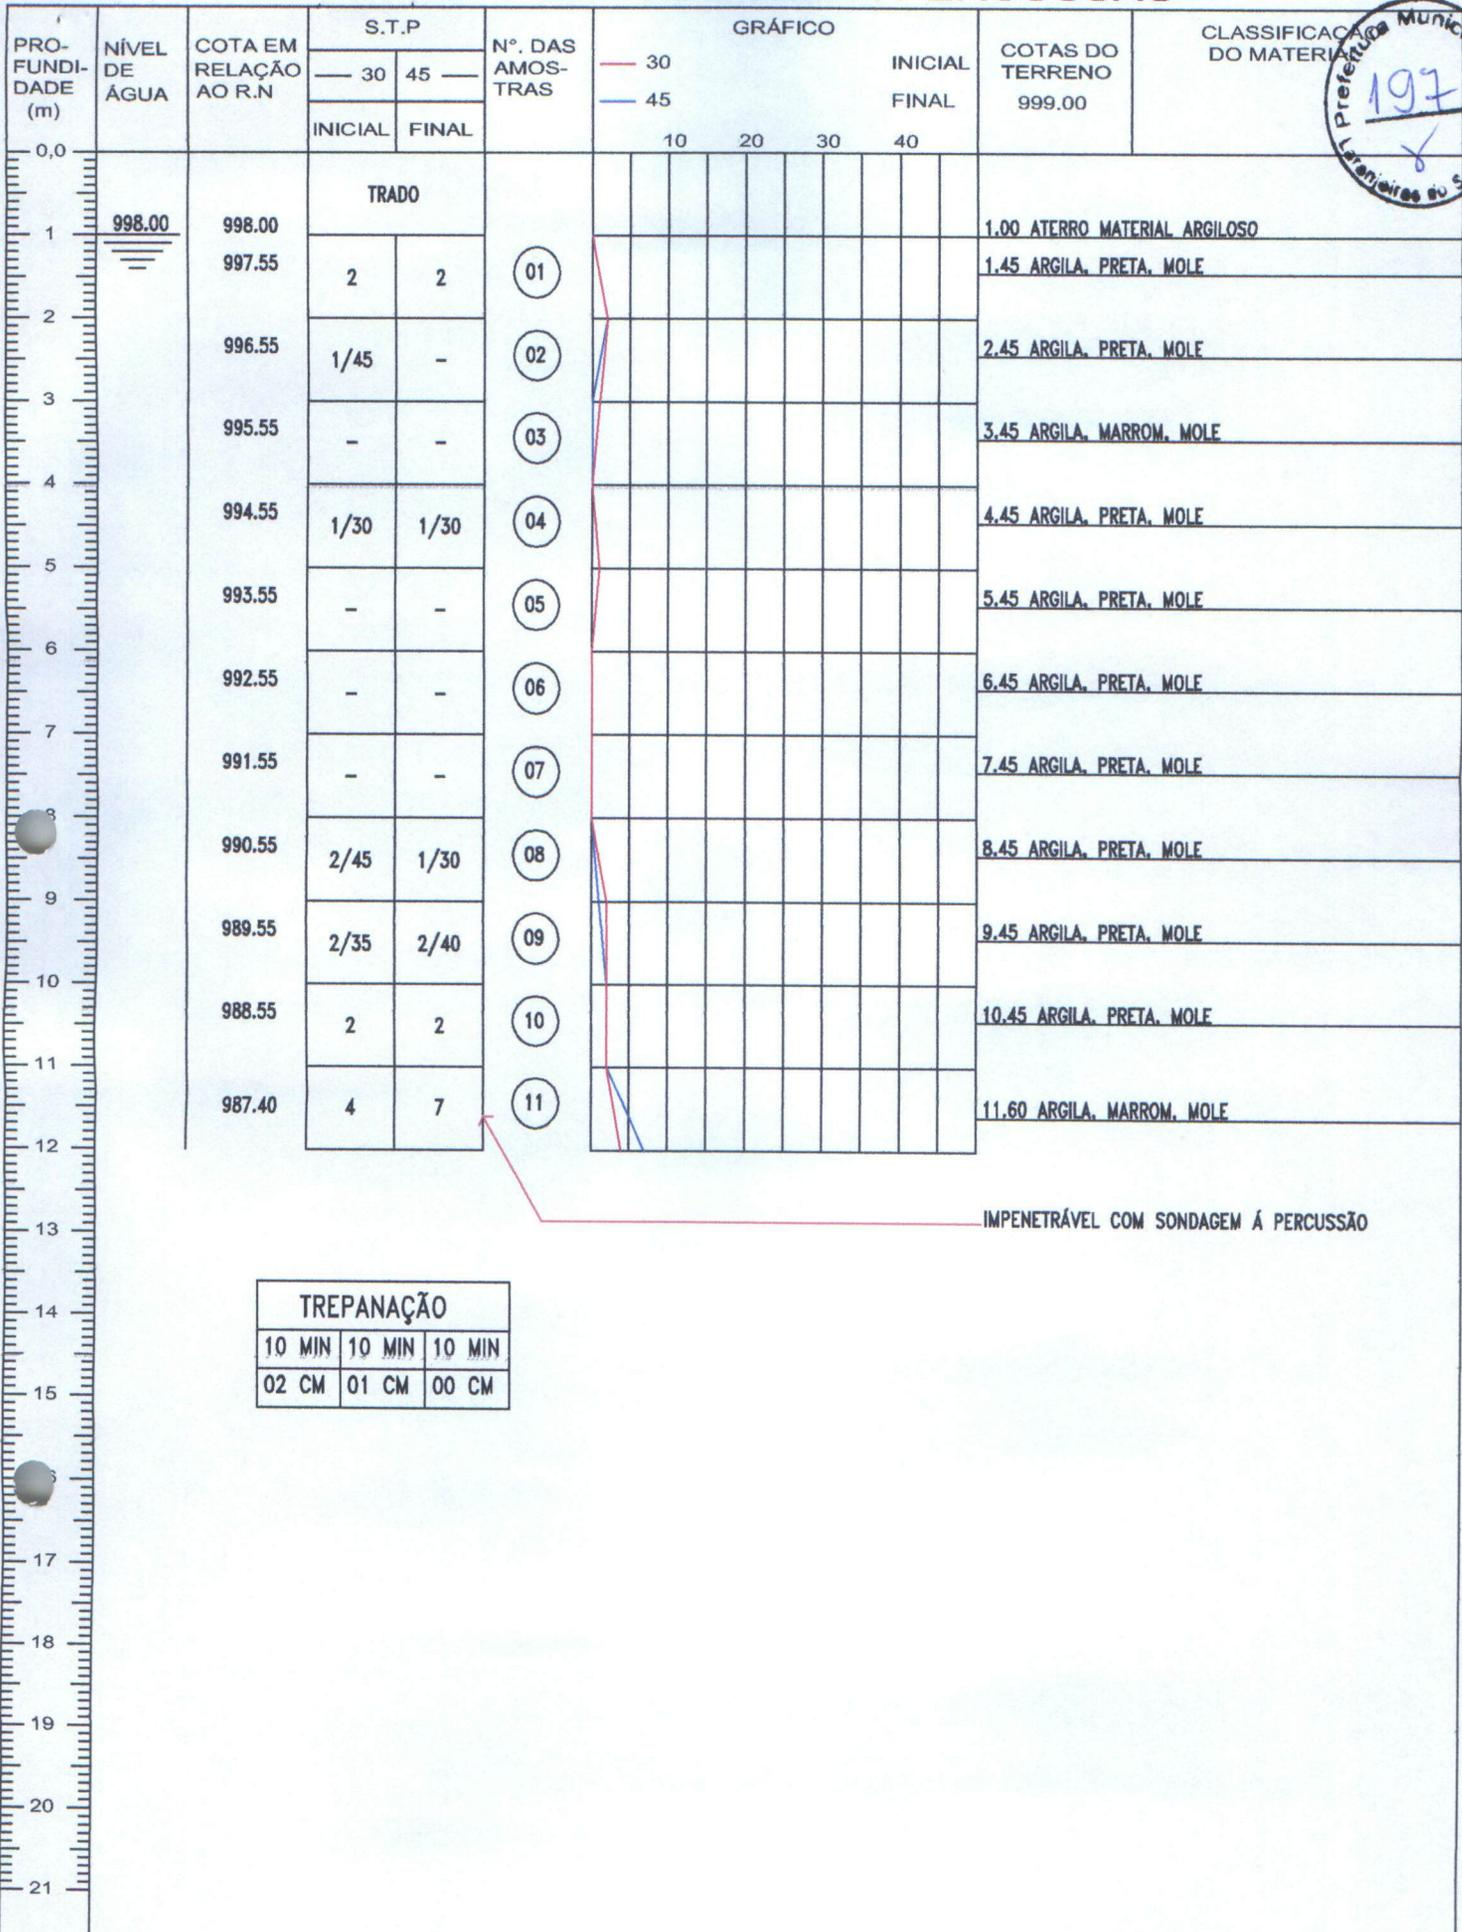 PRO-
FUNDI-
DADE
(m)
NÍVEL
DE
ÁGUA
COTA EM
RELAÇÃO
AO R.N
S.T.P
30 45
INICIAL FINAL
N°. DAS
AMOS-
TRAS
GRÁFICO
30 INICIAL
45 FINAL
10 20 30 40
COTAS DO
TERRENO
999.00
CLASSIFICAÇÃO
DO MATERIAL
Prefeitura Munic
197
Laranjeiras do S
0,0
TRADO
998.00 998.00 1.00 ATERRO MATERIAL ARGILOSO
1
997.55 2 2 01 1.45 ARGILA, PRETA, MOLE
2
996.55 1/45 - 02 2.45 ARGILA, PRETA, MOLE
3
995.55 - - 03 3.45 ARGILA, MARROM, MOLE
4
994.55 1/30 1/30 04 4.45 ARGILA, PRETA, MOLE
5
993.55 - - 05 5.45 ARGILA, PRETA, MOLE
6
992.55 - - 06 6.45 ARGILA, PRETA, MOLE
7
991.55 - - 07 7.45 ARGILA, PRETA, MOLE
8
990.55 2/45 1/30 08 8.45 ARGILA, PRETA, MOLE
9
989.55 2/35 2/40 09 9.45 ARGILA, PRETA, MOLE
10
988.55 2 2 10 10.45 ARGILA, PRETA, MOLE
11
987.40 4 7 11 11.60 ARGILA, MARROM, MOLE
12
13
IMPENETRÁVEL COM SONDAGEM Á PERCUSSÃO
14
TREPANAÇÃO
10 MIN 10 MIN 10 MIN
02 CM 01 CM 00 CM
15
17
18
19
20
21